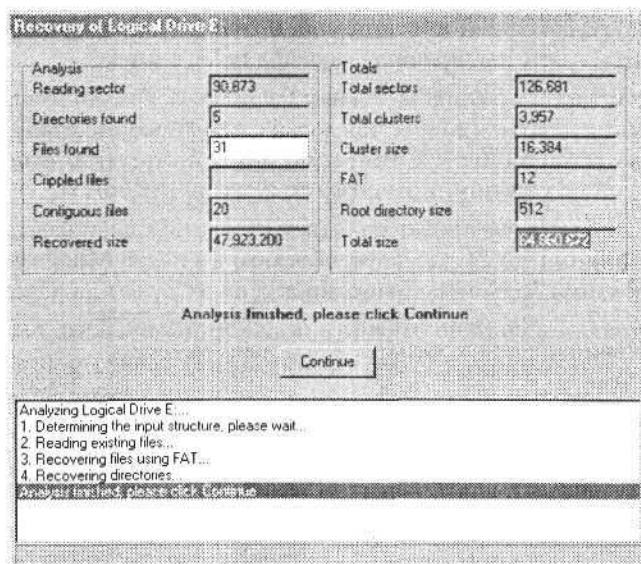 Recovery of Logical Drive E:
Analysis
Reading sector 90,873
Directories found 5
Files found 31
Crippled files
Contiguous files 20
Recovered size 47,923,200
Totals
Total sectors 126,681
Total clusters 3,957
Cluster size 16,384
FAT 12
Root directory size 512
Total size
Analysis finished, please click Continue
Continue
Analyzing Logical Drive E:...
1. Determining the input structure, please wait...
2. Reading existing files...
3. Recovering files using FAT...
4. Recovering directories...
Analysis finished, please click Continue